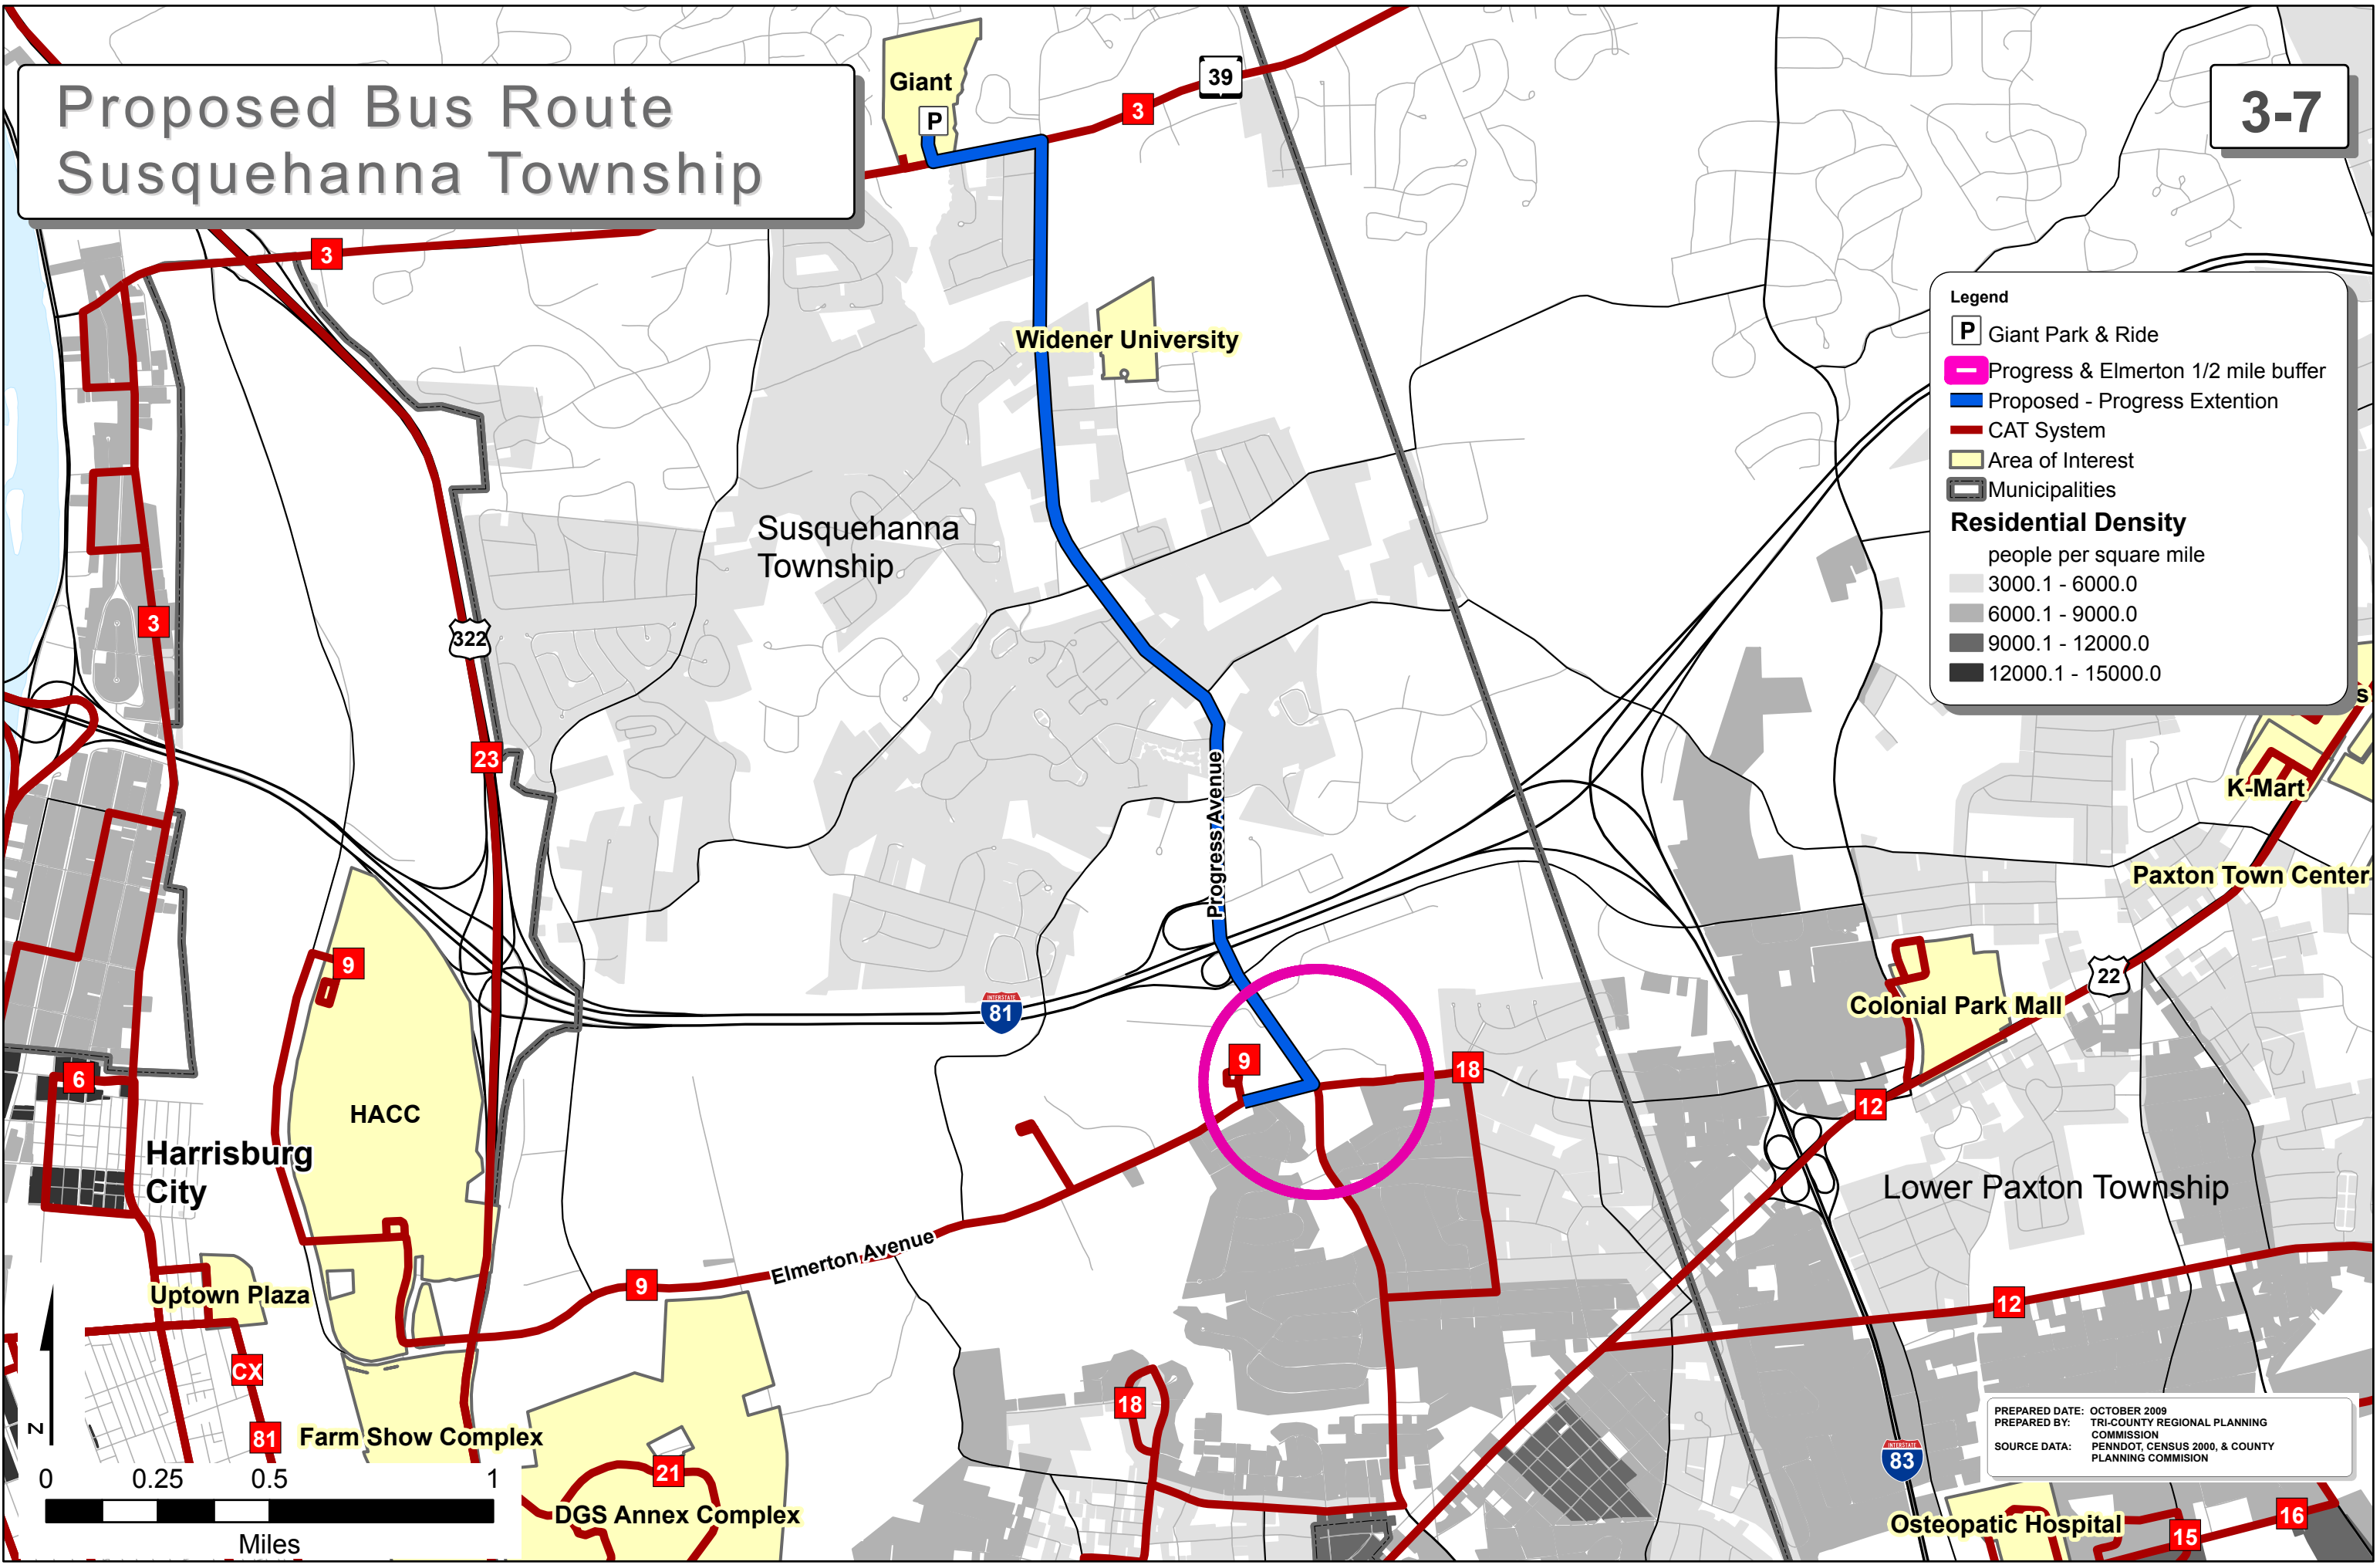 Proposed Bus Route
Susquehanna Township
3-7
Giant
P
39
3
3
Legend
P Giant Park & Ride
Progress & Elmerton 1/2 mile buffer
Proposed - Progress Extention
CAT System
Area of Interest
Municipalities
Residential Density
people per square mile
3000.1 - 6000.0
6000.1 - 9000.0
9000.1 - 12000.0
12000.1 - 15000.0
Widener University
Susquehanna
Township
3
322
23
s
K-Mart
Progress Avenue
Paxton Town Center
9
22
Colonial Park Mall
INTERSTATE
81
9
18
6
12
HACC
Harrisburg
City
Lower Paxton Township
Elmerton Avenue
9
Uptown Plaza
12
CX
18
81
Farm Show Complex
21
DGS Annex Complex
N
0 0.25 0.5 1
Miles
INTERSTATE
83
PREPARED DATE: OCTOBER 2009
PREPARED BY: TRI-COUNTY REGIONAL PLANNING
COMMISSION
SOURCE DATA: PENNDOT, CENSUS 2000, & COUNTY
PLANNING COMMISION
Osteopatic Hospital
15
16